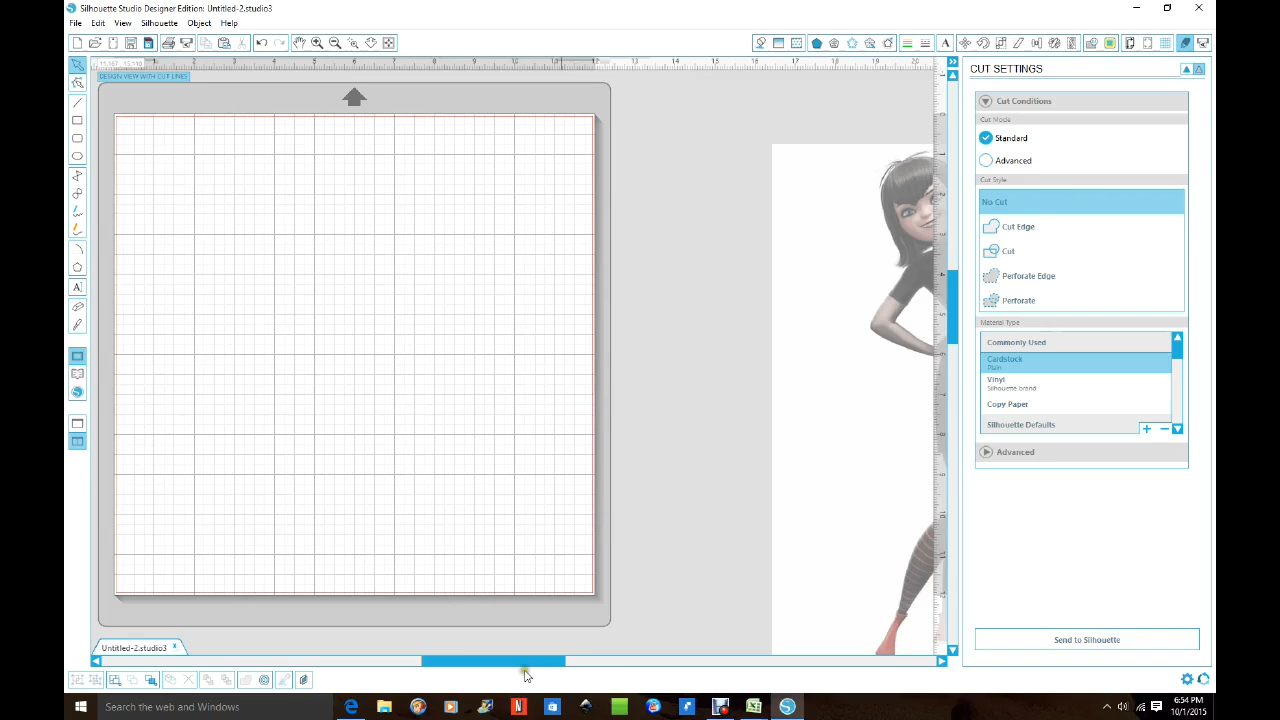 Silhouette Studio Designer Edition: Untitled-2.studio3
File Edit View Silhouette Object Help
DESIGN VIEW WITH CUT LINES
CUT SETTINGS
Cut Conditions
Cut Mode
Standard
Advanced
Cut Style
No Cut
Cut Edge
Cut
Perforate Edge
Perforate
Material Type
Commonly Used
Cardstock
Plain
Vinyl
Silhouette brand
Copy Paper
Silhouette Defaults
Advanced
Send to Silhouette
Untitled-2.studio3 x
Search the web and Windows
6:54 PM
10/1/2015